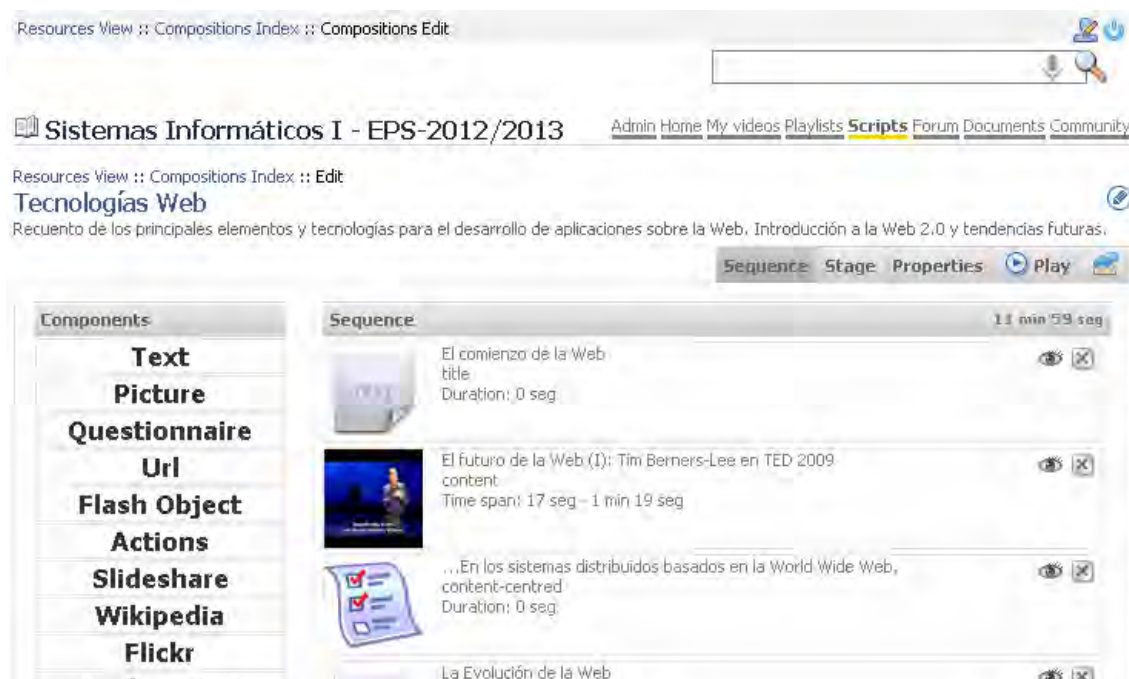 Resources View :: Compositions Index :: Compositions Edit
Sistemas Informáticos I - EPS-2012/2013
Admin Home My videos Playlists Scripts Forum Documents Community
Resources View :: Compositions Index :: Edit
Tecnologías Web
Recuento de los principales elementos y tecnologías para el desarrollo de aplicaciones sobre la Web. Introducción a la Web 2.0 y tendencias futuras.
Sequence Stage Properties Play
Components
Text
Picture
Questionnaire
Url
Flash Object
Actions
Slideshare
Wikipedia
Flickr
Sequence 11 min 59 seg
El comienzo de la Web
title
Duration: 0 seg
El futuro de la Web (I): Tim Berners-Lee en TED 2009
content
Time span: 17 seg - 1 min 19 seg
...En los sistemas distribuidos basados en la World Wide Web,
content-centred
Duration: 0 seg
La Evolución de la Web